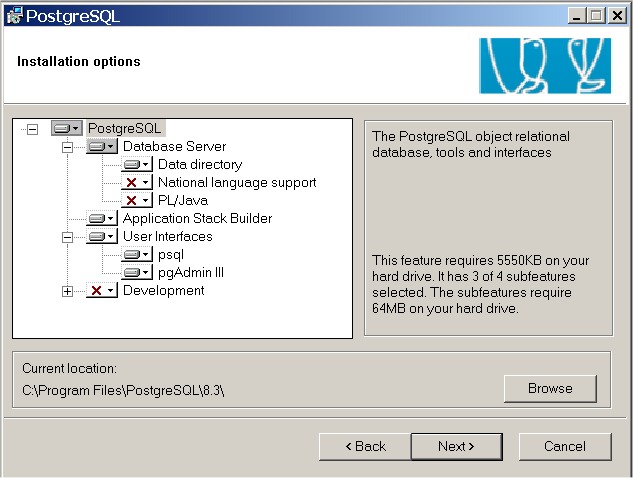 PostgreSQL
Installation options
PostgreSQL
Database Server
Data directory
National language support
PL/Java
Application Stack Builder
User Interfaces
psql
pgAdmin III
Development
The PostgreSQL object relational
database, tools and interfaces
This feature requires 5550KB on your
hard drive. It has 3 of 4 subfeatures
selected. The subfeatures require
64MB on your hard drive.
Current location:
C:\Program Files\PostgreSQL\8.3\
Browse
< Back
Next >
Cancel